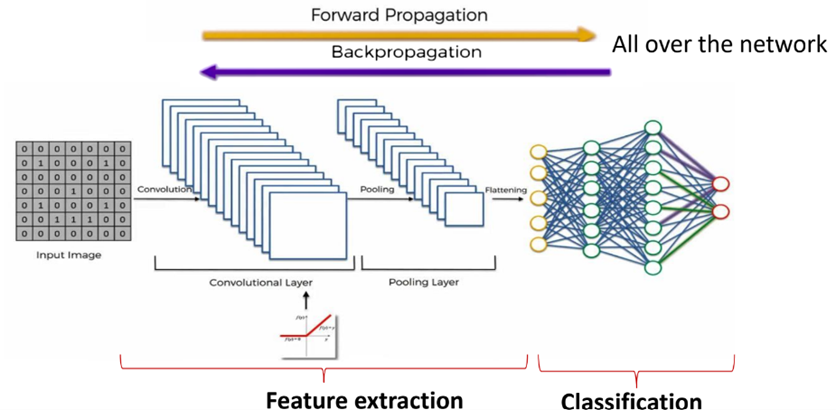 Forward Propagation
All over the network
Backpropagation
0 0 0 0 0 0 0
0 1 0 0 0 1 0
0 0 0 0 0 0 0
0 0 0 1 0 0 0
0 1 0 0 0 1 0
0 0 1 1 1 0 0
0 0 0 0 0 0 0
Convolution
Pooling
Flattening
Input Image
Convolutional Layer
Pooling Layer
Feature extraction
Classification